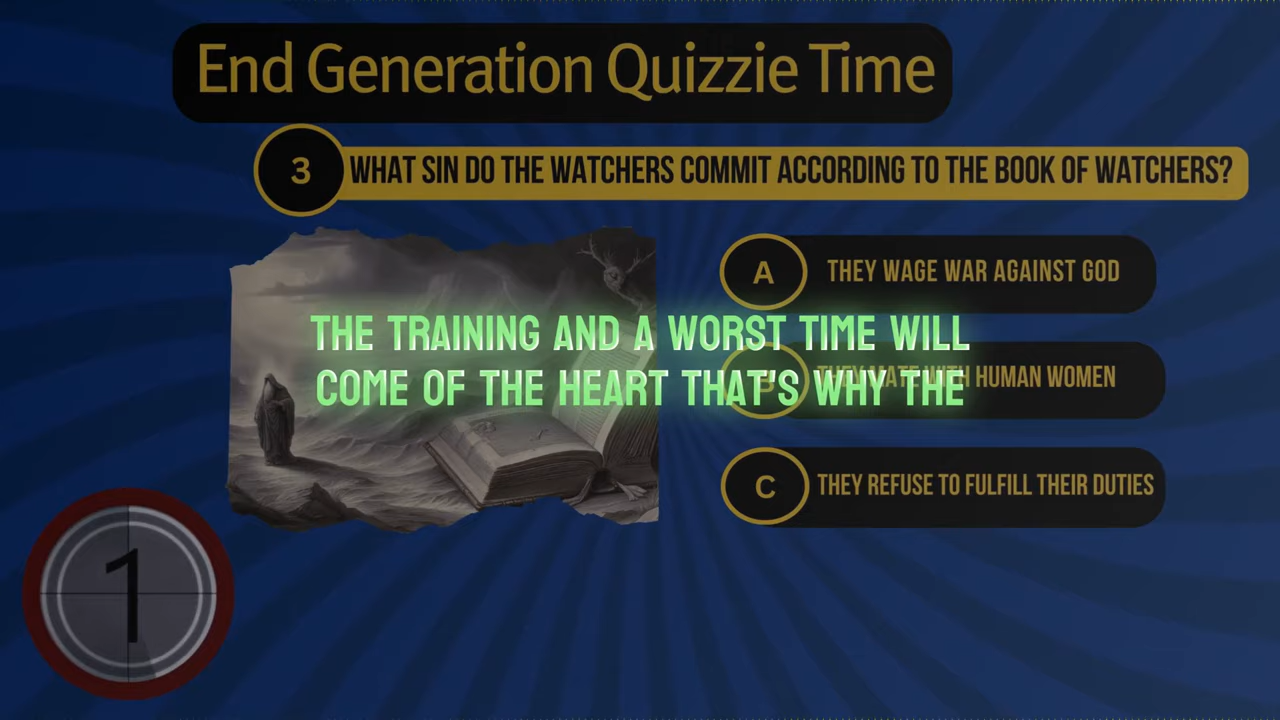 End Generation Quizzie Time
3
WHAT SIN DO THE WATCHERS COMMIT ACCORDING TO THE BOOK OF WATCHERS?
A
THEY WAGE WAR AGAINST GOD
THE TRAINING AND A WORST TIME WILL
COME OF THE HEART THAT'S WHY THE
B
THEY MATE WITH HUMAN WOMEN
C
THEY REFUSE TO FULFILL THEIR DUTIES
1